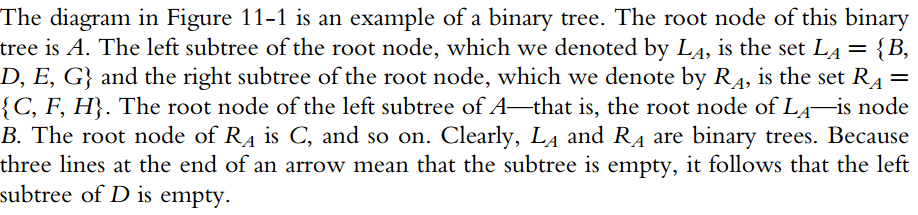 The diagram in Figure 11-1 is an example of a binary tree. The root node of this binary
tree is A. The left subtree of the root node, which we denoted by L_A, is the set L_A = {B,
D, E, G} and the right subtree of the root node, which we denote by R_A, is the set R_A =
{C, F, H}. The root node of the left subtree of A—that is, the root node of L_A—is node
B. The root node of R_A is C, and so on. Clearly, L_A and R_A are binary trees. Because
three lines at the end of an arrow mean that the subtree is empty, it follows that the left
subtree of D is empty.